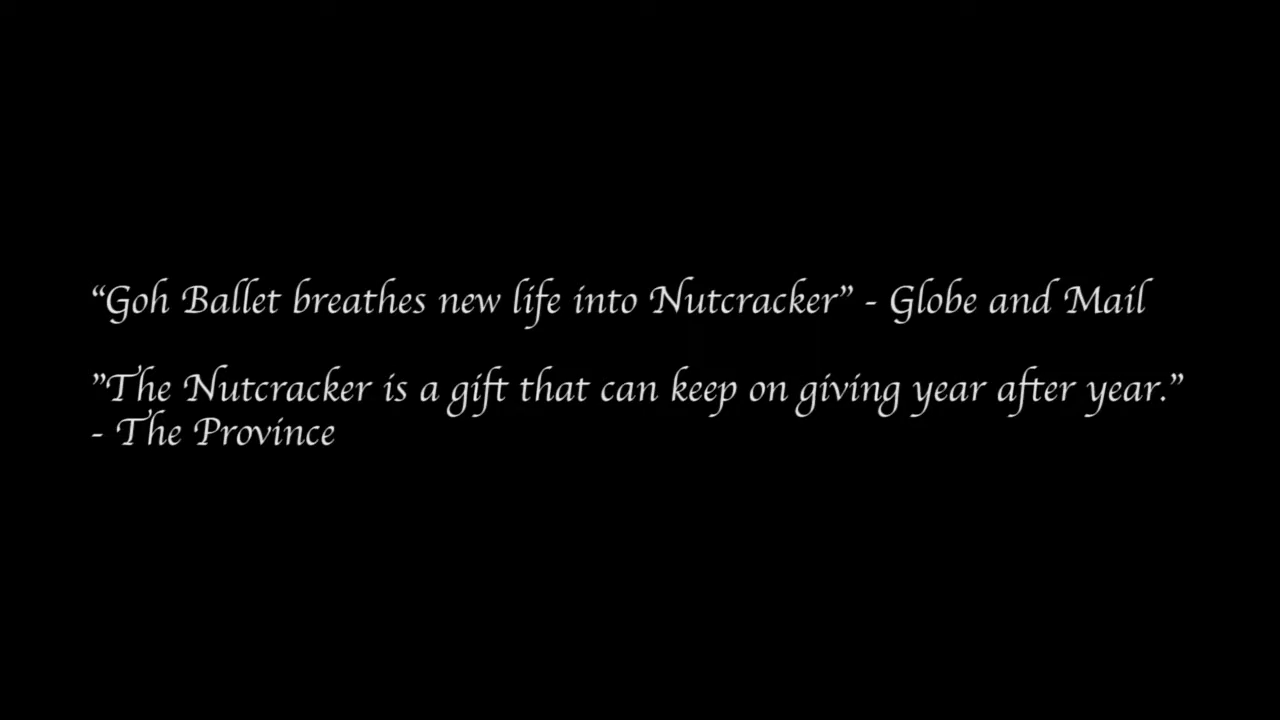 “Goh Ballet breathes new life into Nutcracker” - Globe and Mail
”The Nutcracker is a gift that can keep on giving year after year.”
- The Province